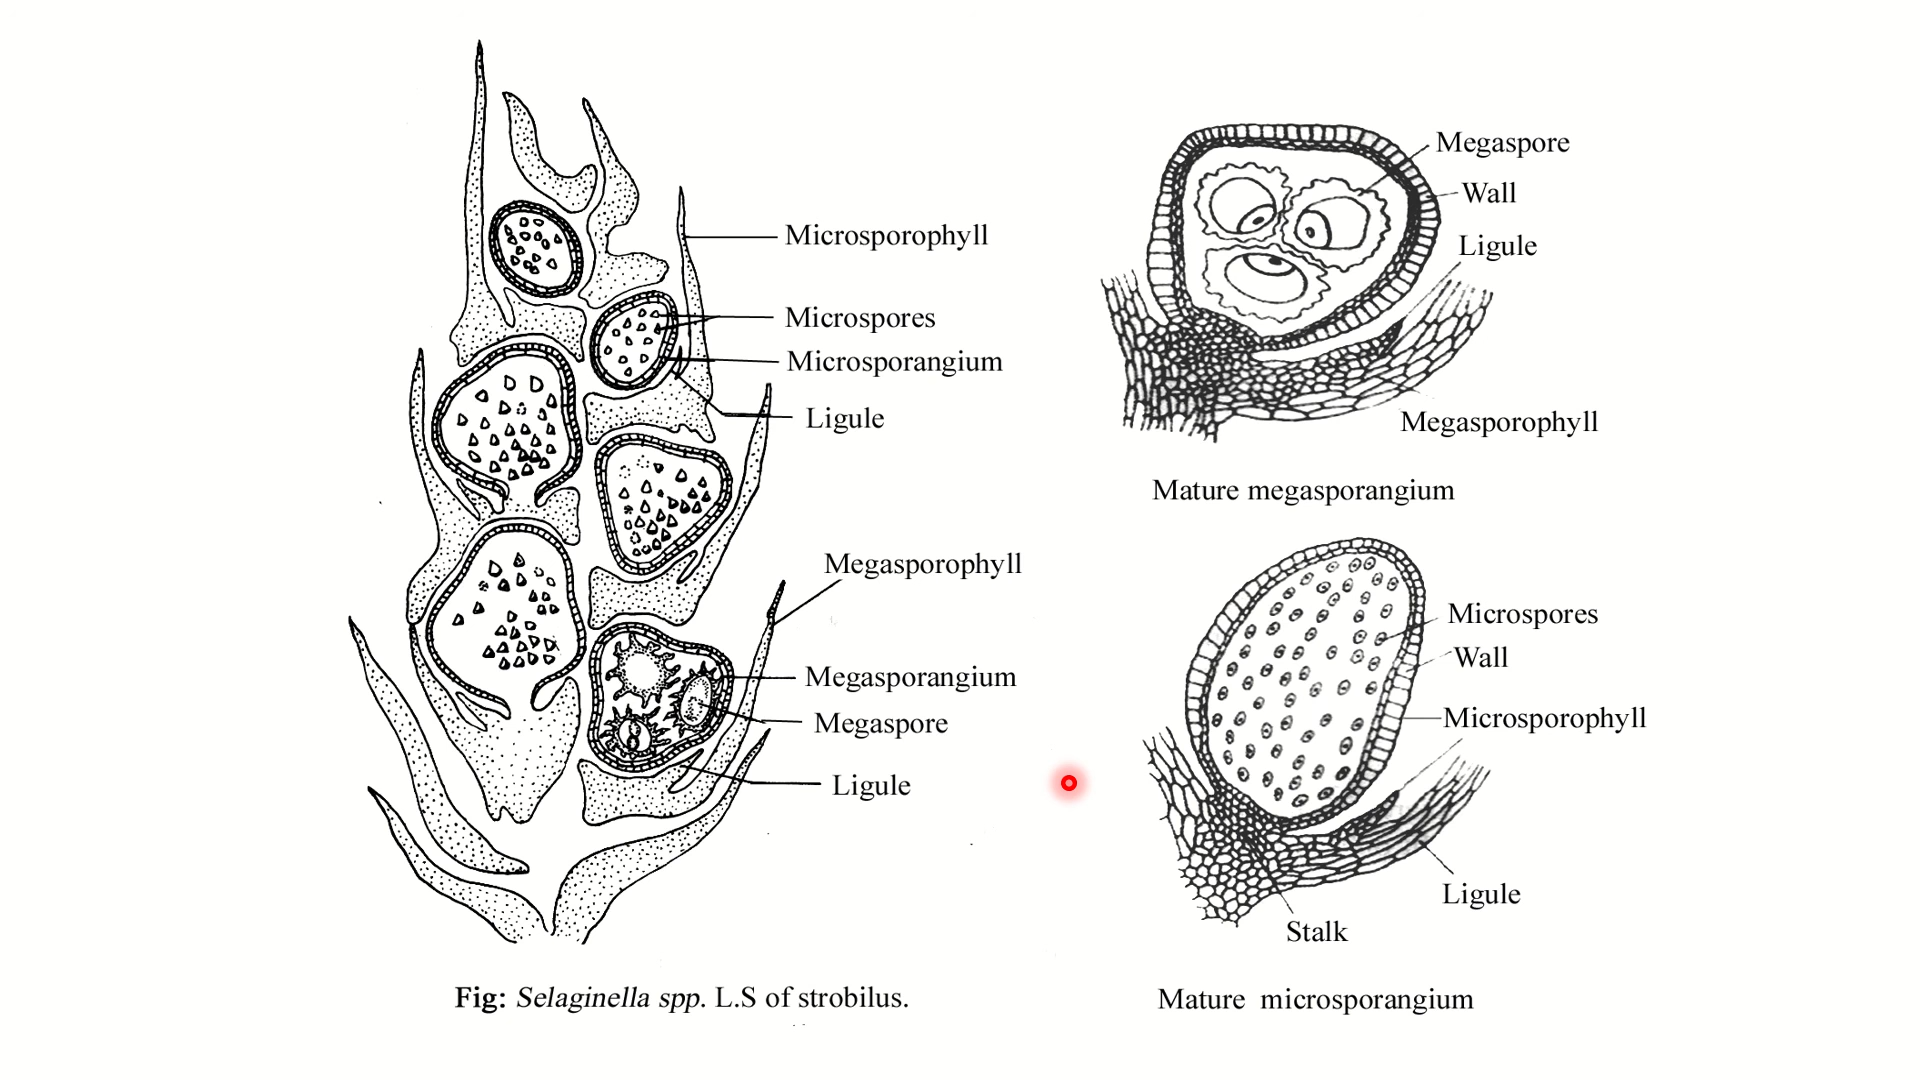 Microsporophyll
Microspores
Microsporangium
Ligule
Megasporophyll
Megasporangium
Megaspore
Ligule
Fig: Selaginella spp. L.S of strobilus.
Megaspore
Wall
Ligule
Megasporophyll
Mature megasporangium
Microspores
Wall
Microsporophyll
Ligule
Stalk
Mature microsporangium